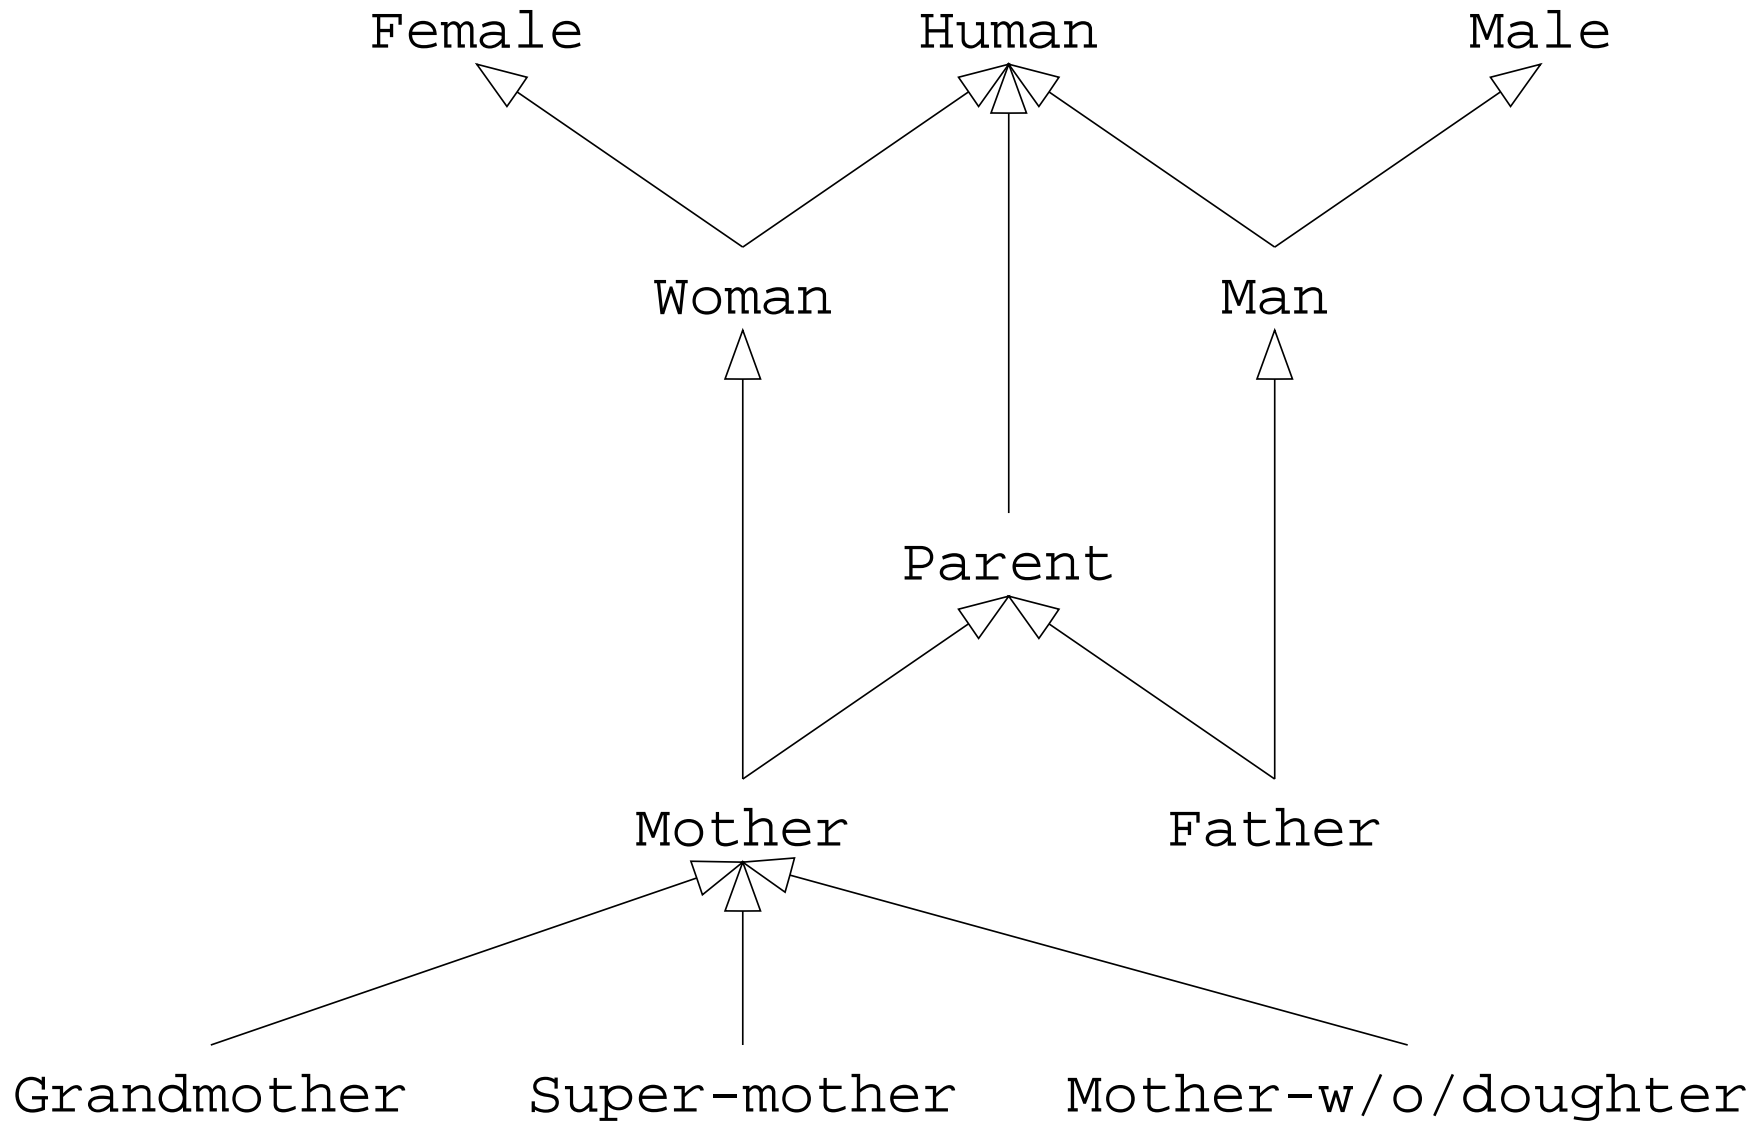 Female Human Male
Woman Man
Parent
Mother Father
Grandmother Super-mother Mother-w/o/doughter